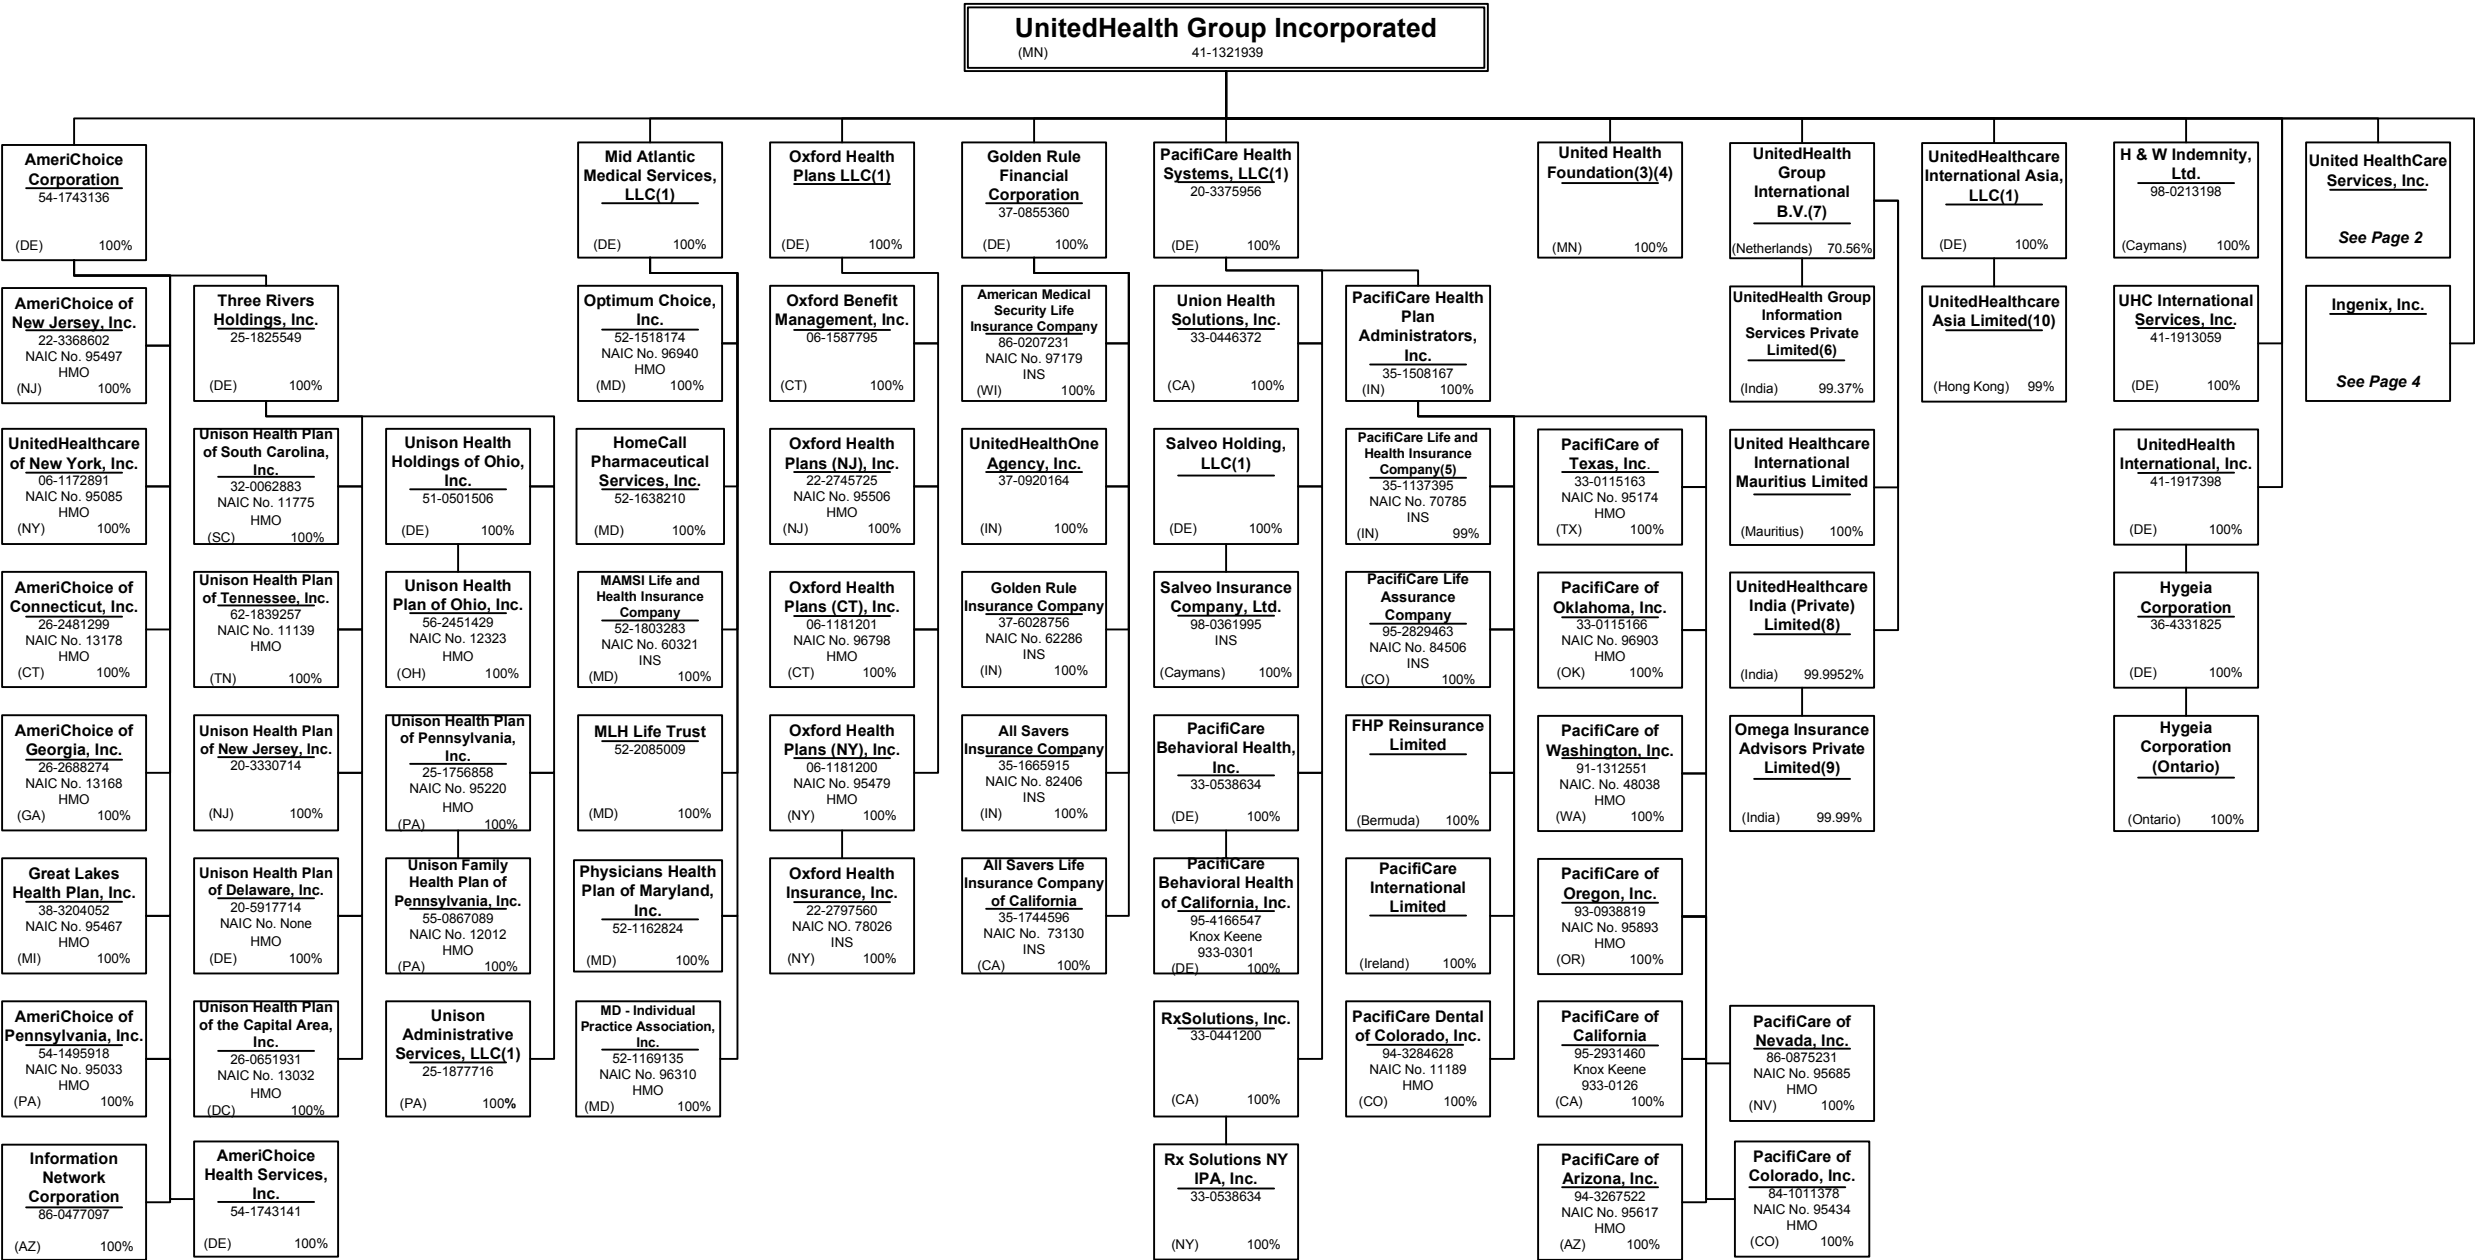 UnitedHealth Group Incorporated
(MN) 41-1321939
AmeriChoice
Corporation
54-1743136
(DE) 100%
Mid Atlantic
Medical Services,
LLC(1)
(DE) 100%
Oxford Health
Plans LLC(1)
(DE) 100%
Golden Rule
Financial
Corporation
37-0855360
(DE) 100%
PacifiCare Health
Systems, LLC(1)
20-3375956
(DE) 100%
United Health
Foundation(3)(4)
(MN) 100%
UnitedHealth
Group
International
B.V.(7)
(Netherlands) 70.56%
UnitedHealthcare
International Asia,
LLC(1)
(DE) 100%
H & W Indemnity,
Ltd.
98-0213198
(Caymans) 100%
United HealthCare
Services, Inc.
See Page 2
AmeriChoice of
New Jersey, Inc.
22-3368602
NAIC No. 95497
HMO
(NJ) 100%
Three Rivers
Holdings, Inc.
25-1825549
(DE) 100%
Optimum Choice,
Inc.
52-1518174
NAIC No. 96940
HMO
(MD) 100%
Oxford Benefit
Management, Inc.
06-1587795
(CT) 100%
American Medical
Security Life
Insurance Company
86-0207231
NAIC No. 97179
INS
(WI) 100%
Union Health
Solutions, Inc.
33-0446372
(CA) 100%
PacifiCare Health
Plan
Administrators,
Inc.
35-1508167
(IN) 100%
UnitedHealth Group
Information
Services Private
Limited(6)
(India) 99.37%
UnitedHealthcare
Asia Limited(10)
(Hong Kong) 99%
UHC International
Services, Inc.
41-1913059
(DE) 100%
Ingenix, Inc.
See Page 4
UnitedHealthcare
of New York, Inc.
06-1172891
NAIC No. 95085
HMO
(NY) 100%
Unison Health Plan
of South Carolina,
Inc.
32-0062883
NAIC No. 11775
HMO
(SC) 100%
Unison Health
Holdings of Ohio,
Inc.
51-0501506
(DE) 100%
HomeCall
Pharmaceutical
Services, Inc.
52-1638210
(MD) 100%
Oxford Health
Plans (NJ), Inc.
22-2745725
NAIC No. 95506
HMO
(NJ) 100%
UnitedHealthOne
Agency, Inc.
37-0920164
(IN) 100%
Salveo Holding,
LLC(1)
(DE) 100%
PacifiCare Life and
Health Insurance
Company(5)
35-1137395
NAIC No. 70785
INS
(IN) 99%
PacifiCare of
Texas, Inc.
33-0115163
NAIC No. 95174
HMO
(TX) 100%
United Healthcare
International
Mauritius Limited
(Mauritius) 100%
UnitedHealth
International, Inc.
41-1917398
(DE) 100%
AmeriChoice of
Connecticut, Inc.
26-2481299
NAIC No. 13178
HMO
(CT) 100%
Unison Health Plan
of Tennessee, Inc.
62-1839257
NAIC No. 11139
HMO
(TN) 100%
Unison Health
Plan of Ohio, Inc.
56-2451429
NAIC No. 12323
HMO
(OH) 100%
MAMSI Life and
Health Insurance
Company
52-1803283
NAIC No. 60321
INS
(MD) 100%
Oxford Health
Plans (CT), Inc.
06-1181201
NAIC No. 96798
HMO
(CT) 100%
Golden Rule
Insurance Company
37-6028756
NAIC No. 62286
INS
(IN) 100%
Salveo Insurance
Company, Ltd.
98-0361995
INS
(Caymans) 100%
PacifiCare Life
Assurance
Company
95-2829463
NAIC No. 84506
INS
(CO) 100%
PacifiCare of
Oklahoma, Inc.
33-0115166
NAIC No. 96903
HMO
(OK) 100%
UnitedHealthcare
India (Private)
Limited(8)
(India) 99.9952%
Hygeia
Corporation
36-4331825
(DE) 100%
AmeriChoice of
Georgia, Inc.
26-2688274
NAIC No. 13168
HMO
(GA) 100%
Unison Health Plan
of New Jersey, Inc.
20-3330714
(NJ) 100%
Unison Health Plan
of Pennsylvania,
Inc.
25-1756858
NAIC No. 95220
HMO
(PA) 100%
MLH Life Trust
52-2085009
(MD) 100%
Oxford Health
Plans (NY), Inc.
06-1181200
NAIC No. 95479
HMO
(NY) 100%
All Savers
Insurance Company
35-1665915
NAIC No. 82406
INS
(IN) 100%
PacifiCare
Behavioral Health,
Inc.
33-0538634
(DE) 100%
FHP Reinsurance
Limited
(Bermuda) 100%
PacifiCare of
Washington, Inc.
91-1312551
NAIC. No. 48038
HMO
(WA) 100%
Omega Insurance
Advisors Private
Limited(9)
(India) 99.99%
Hygeia
Corporation
(Ontario)
(Ontario) 100%
Great Lakes
Health Plan, Inc.
38-3204052
NAIC No. 95467
HMO
(MI) 100%
Unison Health Plan
of Delaware, Inc.
20-5917714
NAIC No. None
HMO
(DE) 100%
Unison Family
Health Plan of
Pennsylvania, Inc.
55-0867089
NAIC No. 12012
HMO
(PA) 100%
Physicians Health
Plan of Maryland,
Inc.
52-1162824
(MD) 100%
Oxford Health
Insurance, Inc.
22-2797560
NAIC NO. 78026
INS
(NY) 100%
All Savers Life
Insurance Company
of California
35-1744596
NAIC No. 73130
INS
(CA) 100%
PacifiCare
Behavioral Health
of California, Inc.
95-4166547
Knox Keene
933-0301
(DE) 100%
PacifiCare
International
Limited
(Ireland) 100%
PacifiCare of
Oregon, Inc.
93-0938819
NAIC No. 95893
HMO
(OR) 100%
AmeriChoice of
Pennsylvania, Inc.
54-1495918
NAIC No. 95033
HMO
(PA) 100%
Unison Health Plan
of the Capital Area,
Inc.
26-0651931
NAIC No. 13032
HMO
(DC) 100%
Unison
Administrative
Services, LLC(1)
25-1877716
(PA) 100%
MD - Individual
Practice Association,
Inc.
52-1169135
NAIC No. 96310
HMO
(MD) 100%
RxSolutions, Inc.
33-0441200
(CA) 100%
PacifiCare Dental
of Colorado, Inc.
94-3284628
NAIC No. 11189
HMO
(CO) 100%
PacifiCare of
California
95-2931460
Knox Keene
933-0126
(CA) 100%
PacifiCare of
Nevada, Inc.
86-0875231
NAIC No. 95685
HMO
(NV) 100%
Information
Network
Corporation
86-0477097
(AZ) 100%
AmeriChoice
Health Services,
Inc.
54-1743141
(DE) 100%
Rx Solutions NY
IPA, Inc.
33-0538634
(NY) 100%
PacifiCare of
Arizona, Inc.
94-3267522
NAIC No. 95617
HMO
(AZ) 100%
PacifiCare of
Colorado, Inc.
84-1011378
NAIC No. 95434
HMO
(CO) 100%